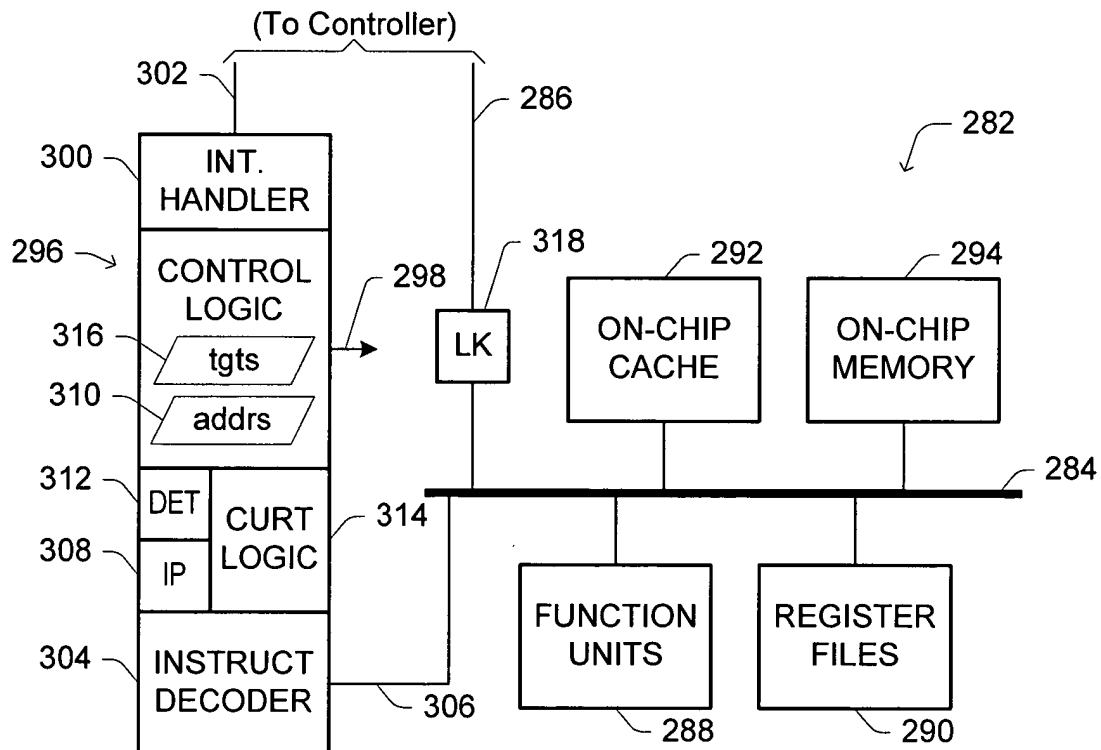 (To Controller)
302
286
282
300
INT.
HANDLER
296
CONTROL
LOGIC
298
318
292
294
316
tgts
LK
ON-CHIP
CACHE
ON-CHIP
MEMORY
310
addrs
284
312
DET
CURT
LOGIC
314
308
IP
FUNCTION
UNITS
REGISTER
FILES
304
INSTRUCT
DECODER
306
288
290